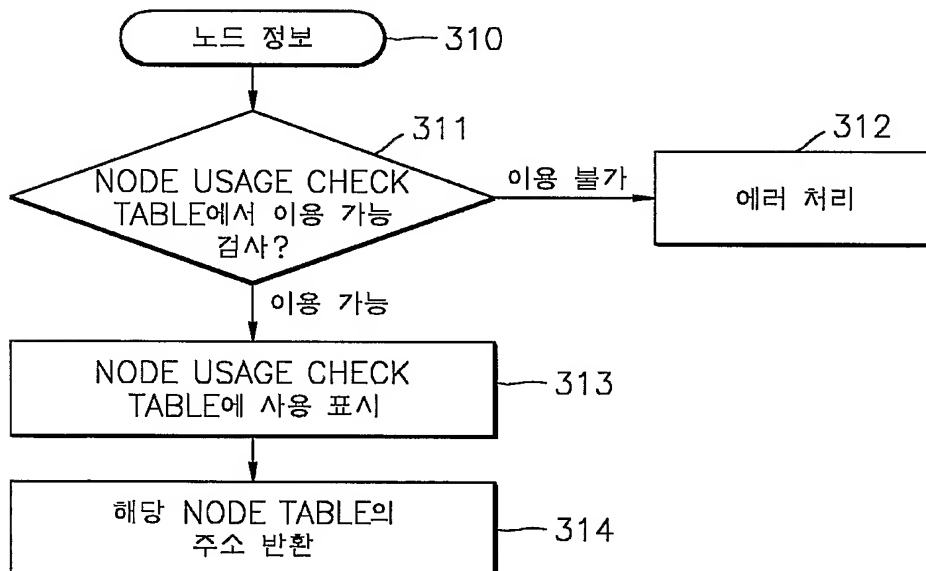 노드 정보
310
311
NODE USAGE CHECK
TABLE에서 이용 가능
검사?
이용 불가
312
에러 처리
이용 가능
NODE USAGE CHECK
TABLE에 사용 표시
313
해당 NODE TABLE의
주소 반환
314